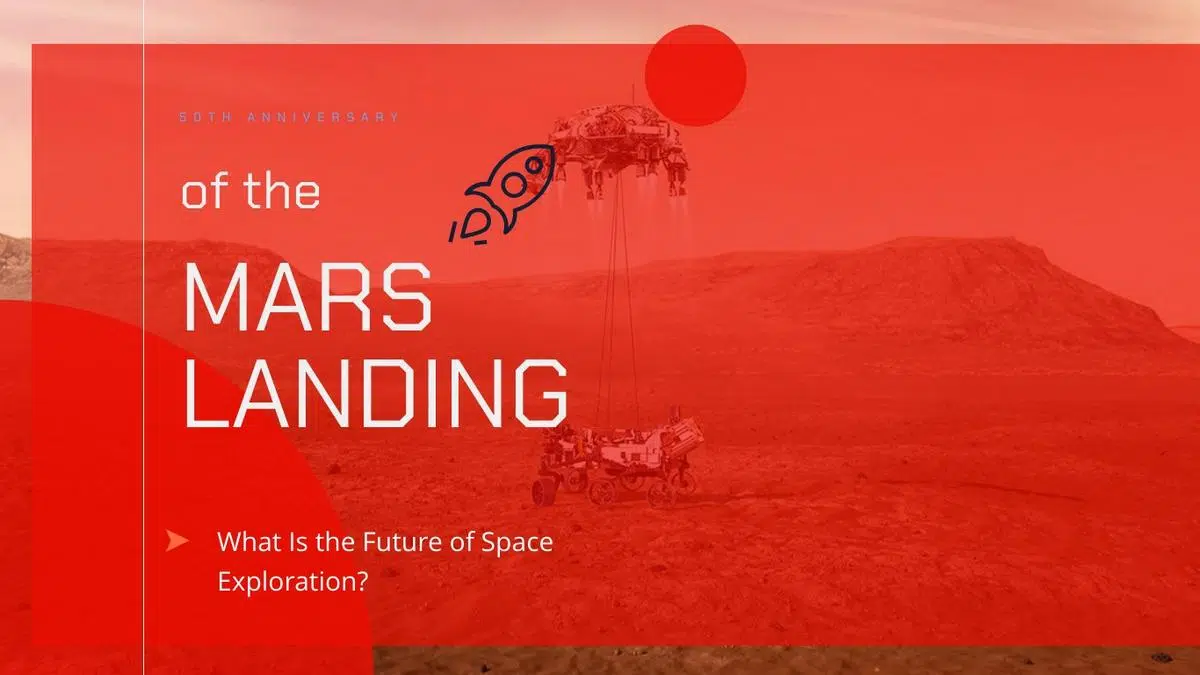 50TH ANNIVERSARY
of the
MARS
LANDING
What Is the Future of Space
Exploration?